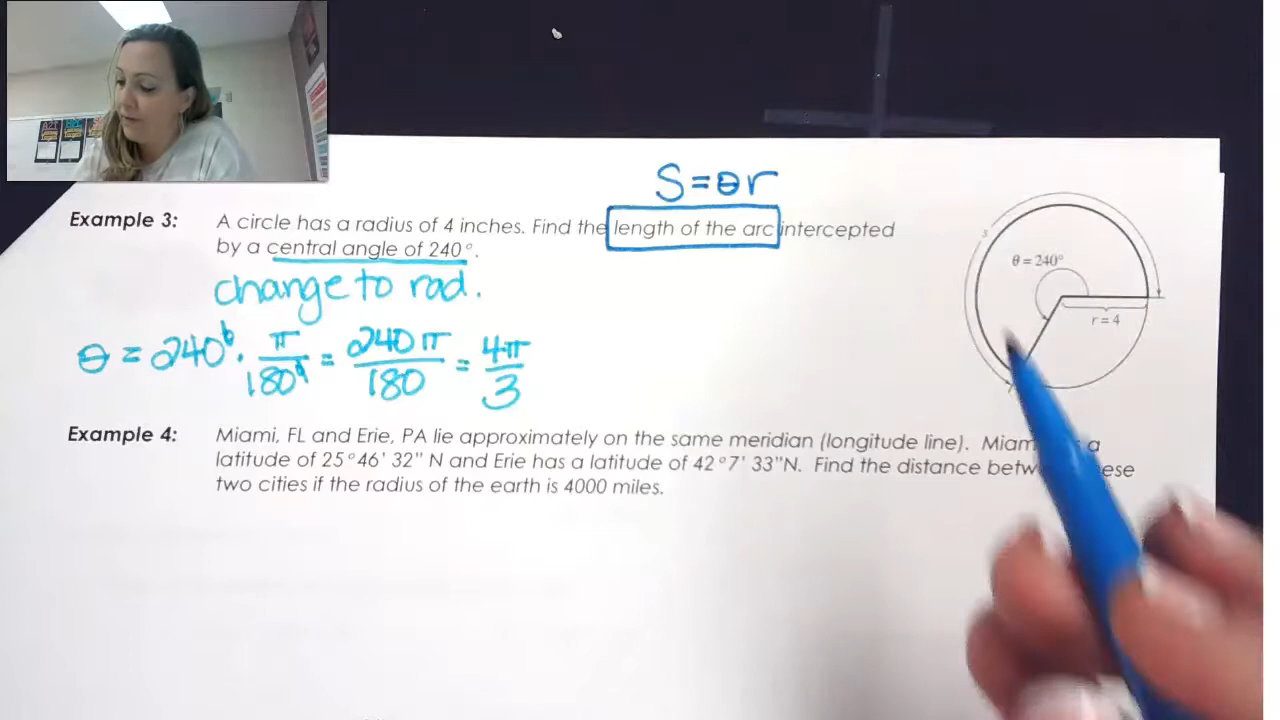 S = θr
Example 3: A circle has a radius of 4 inches. Find the length of the arc intercepted
by a central angle of 240°.
change to rad.
θ = 240° · π/180° = 240π/180 = 4π/3
s
θ = 240°
r = 4
Example 4: Miami, FL and Erie, PA lie approximately on the same meridian (longitude line). a
latitude of 25°46' 32" N and Erie has a latitude of 42°7' 33"N. Find the distance
two cities if the radius of the earth is 4000 miles.